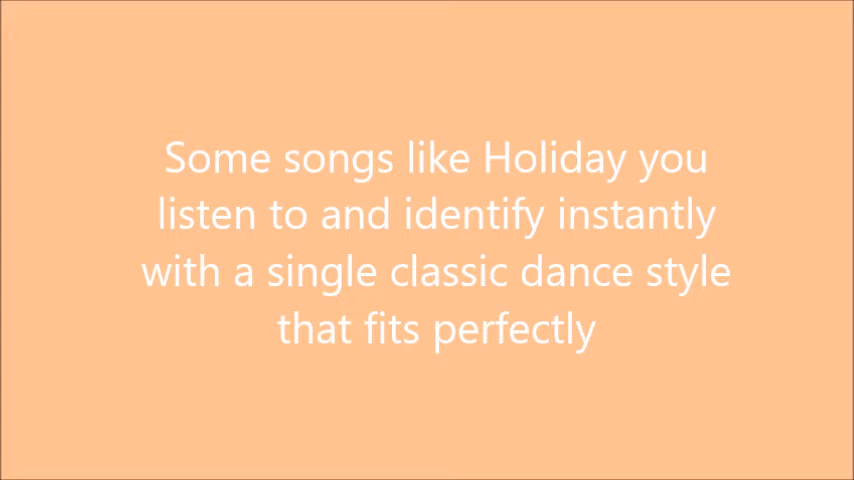 Some songs like Holiday you
listen to and identify instantly
with a single classic dance style
that fits perfectly